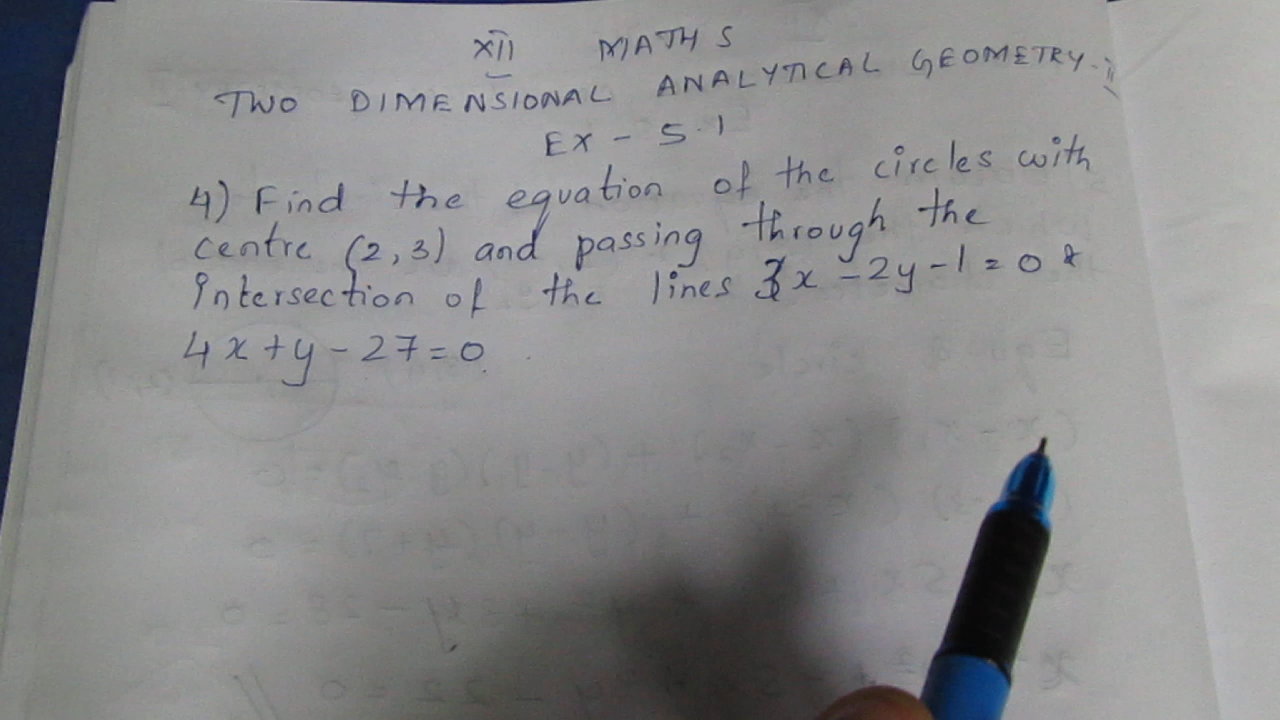 XII MATHS
TWO DIMENSIONAL ANALYTICAL GEOMETRY.
EX - 5.1
4) Find the equation of the circles with
centre (2,3) and passing through the
intersection of the lines 3x - 2y - 1 = 0 &
4x + y - 27 = 0.